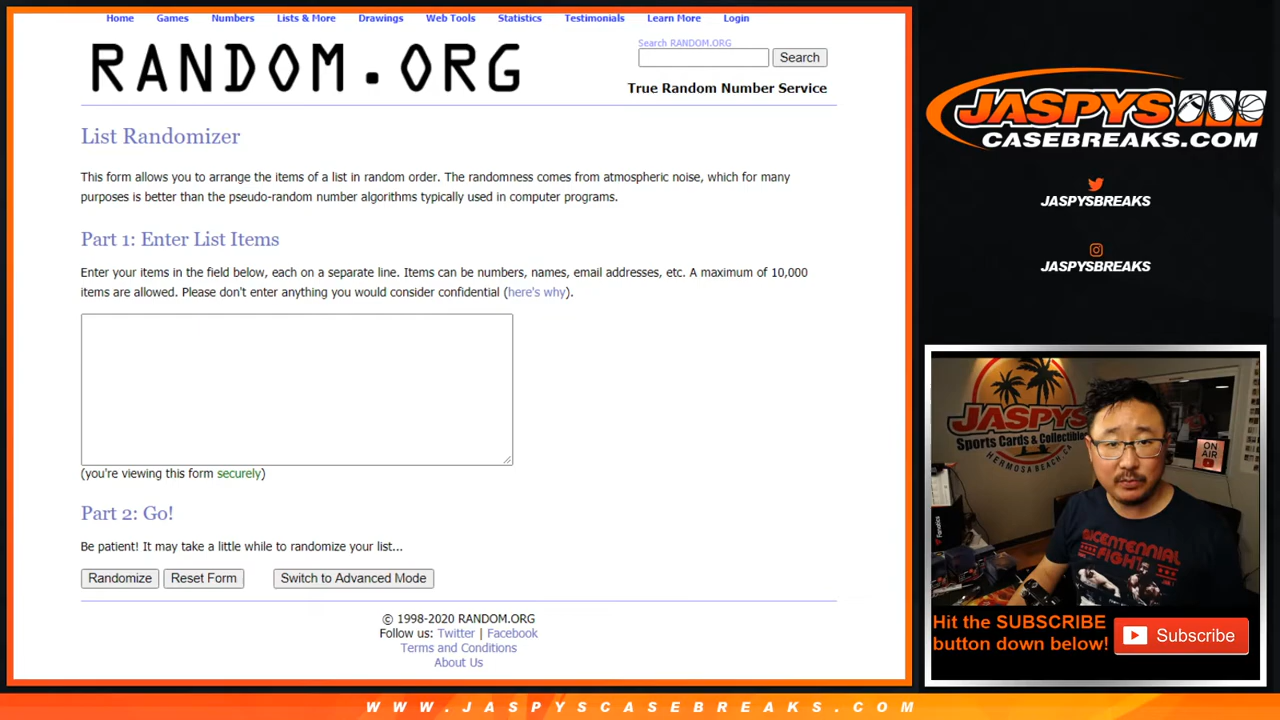 Home Games Numbers Lists & More Drawings Web Tools Statistics Testimonials Learn More Login
RANDOM.ORG
Search RANDOM.ORG
Search
True Random Number Service
List Randomizer
This form allows you to arrange the items of a list in random order. The randomness comes from atmospheric noise, which for many
purposes is better than the pseudo-random number algorithms typically used in computer programs.
Part 1: Enter List Items
Enter your items in the field below, each on a separate line. Items can be numbers, names, email addresses, etc. A maximum of 10,000
items are allowed. Please don't enter anything you would consider confidential (here's why).
(you're viewing this form securely)
Part 2: Go!
Be patient! It may take a little while to randomize your list...
Randomize Reset Form Switch to Advanced Mode
© 1998-2020 RANDOM.ORG
Follow us: Twitter | Facebook
Terms and Conditions
About Us
JASPYS
CASEBREAKS.COM
JASPYSBREAKS
JASPYSBREAKS
JASPYS
Sports Cards & Collectibles
HERMOSA BEACH, CA
ON
AIR
Fanatics
BICENTENNIAL
FIGHT
Hit the SUBSCRIBE
button down below!
Subscribe
WWW.JASPYSCASEBREAKS.COM